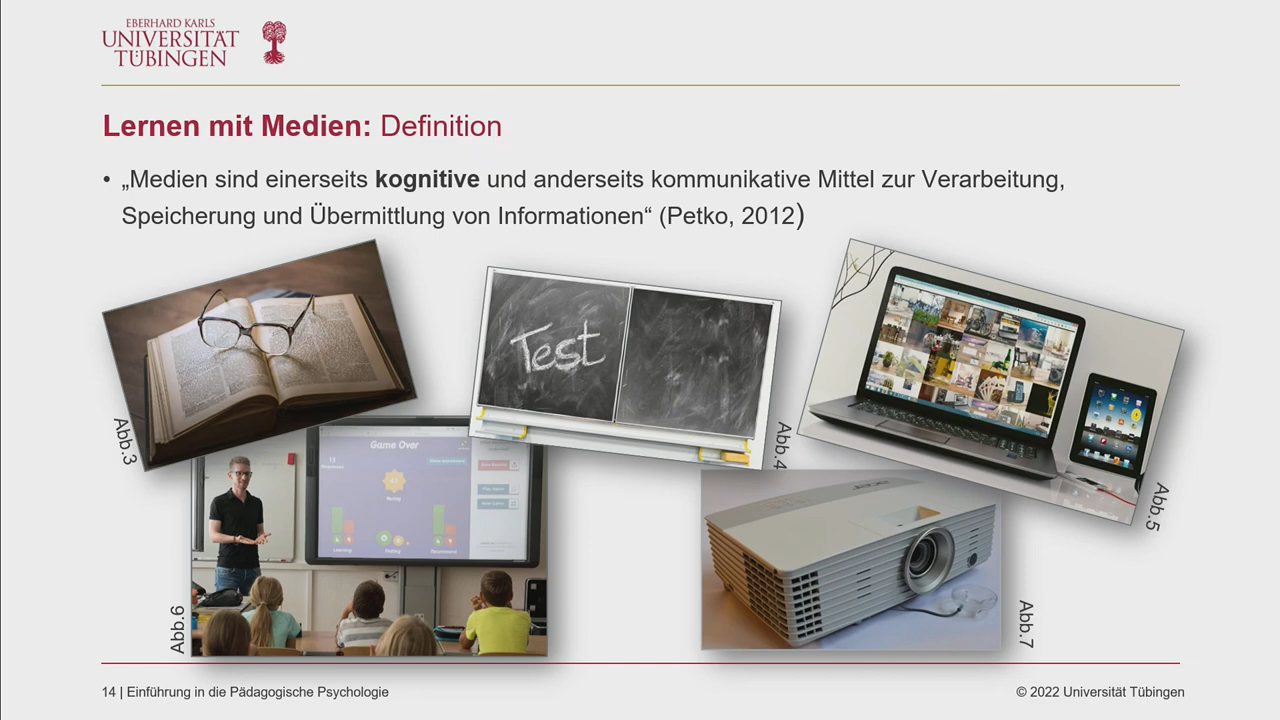 EBERHARD KARLS
UNIVERSITÄT
TÜBINGEN
Lernen mit Medien: Definition
• „Medien sind einerseits kognitive und anderseits kommunikative Mittel zur Verarbeitung,
Speicherung und Übermittlung von Informationen“ (Petko, 2012)
Abb.3
Test
Abb.4
Abb.5
Game Over
Abb.6
Abb.7
14 | Einführung in die Pädagogische Psychologie
© 2022 Universität Tübingen